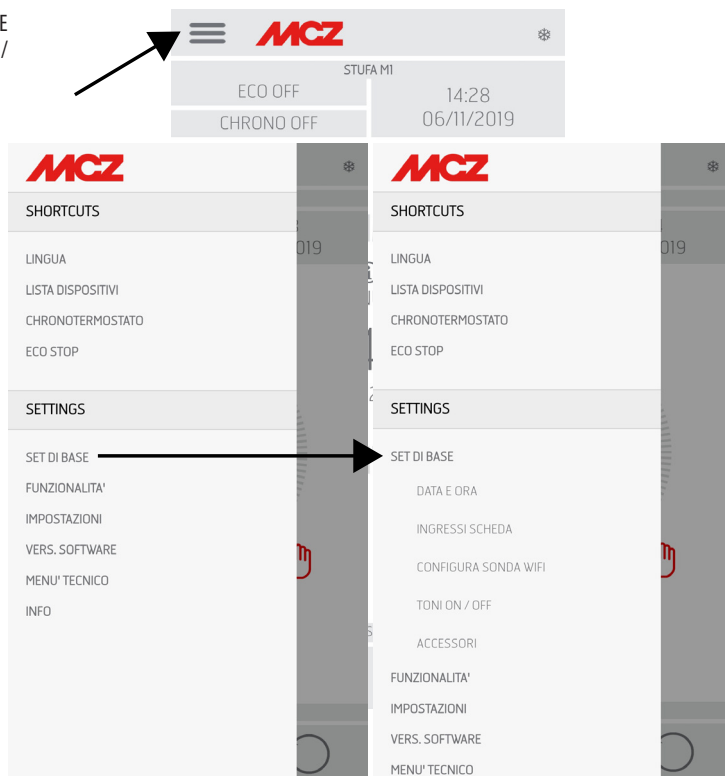 E
/
MCZ
STUFA M1
ECO OFF
14:28
CHRONO OFF
06/11/2019
MCZ
SHORTCUTS
019
LINGUA
LISTA DISPOSITIVI
CHRONOTERMOSTATO
ECO STOP
SETTINGS
SET DI BASE
FUNZIONALITA'
IMPOSTAZIONI
VERS. SOFTWARE
MENU' TECNICO
INFO
MCZ
SHORTCUTS
019
LINGUA
LISTA DISPOSITIVI
CHRONOTERMOSTATO
ECO STOP
SETTINGS
SET DI BASE
DATA E ORA
INGRESSI SCHEDA
CONFIGURA SONDA WIFI
TONI ON / OFF
ACCESSORI
FUNZIONALITA'
IMPOSTAZIONI
VERS. SOFTWARE
MENU' TECNICO